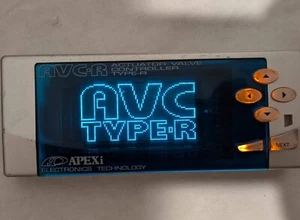 AVC-R ACTUATOR VALVE
CONTROLLER
TYPE-R
AVC
TYPE-R
NEXT
APEXi
ELECTRONICS TECHNOLOGY